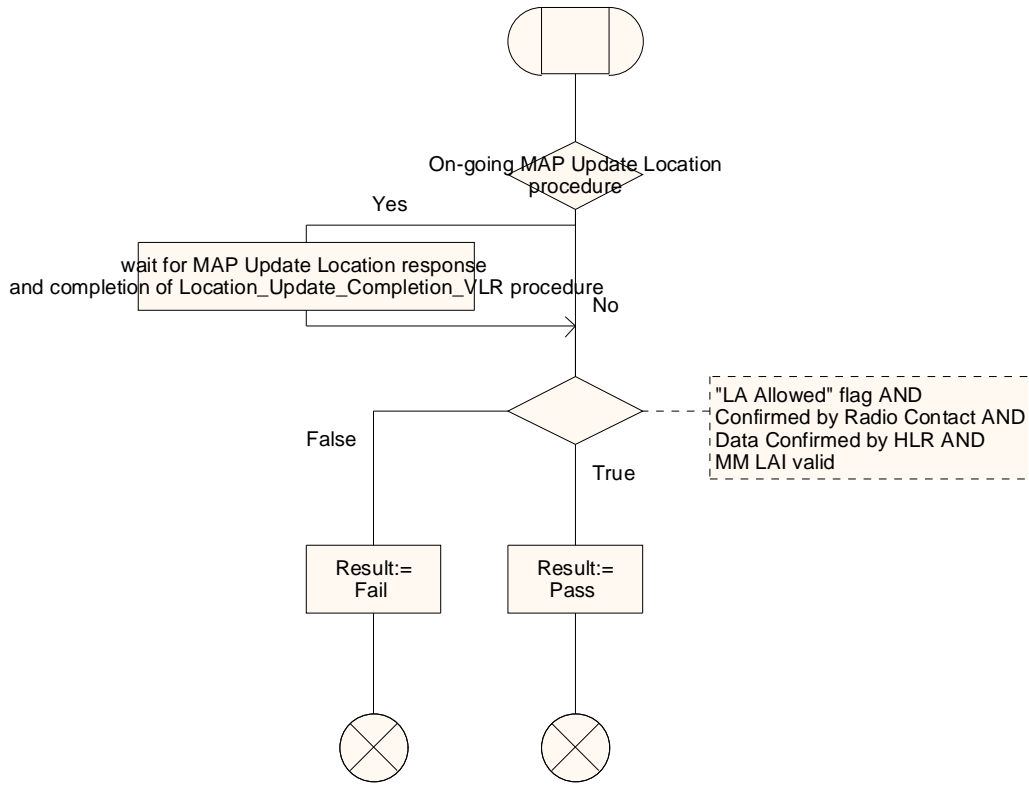 On-going MAP Update Location
procedure
Yes
wait for MAP Update Location response
and completion of Location_Update_Completion_VLR procedure
No
"LA Allowed" flag AND
Confirmed by Radio Contact AND
Data Confirmed by HLR AND
MM LAI valid
False
True
Result:=
Fail
Result:=
Pass